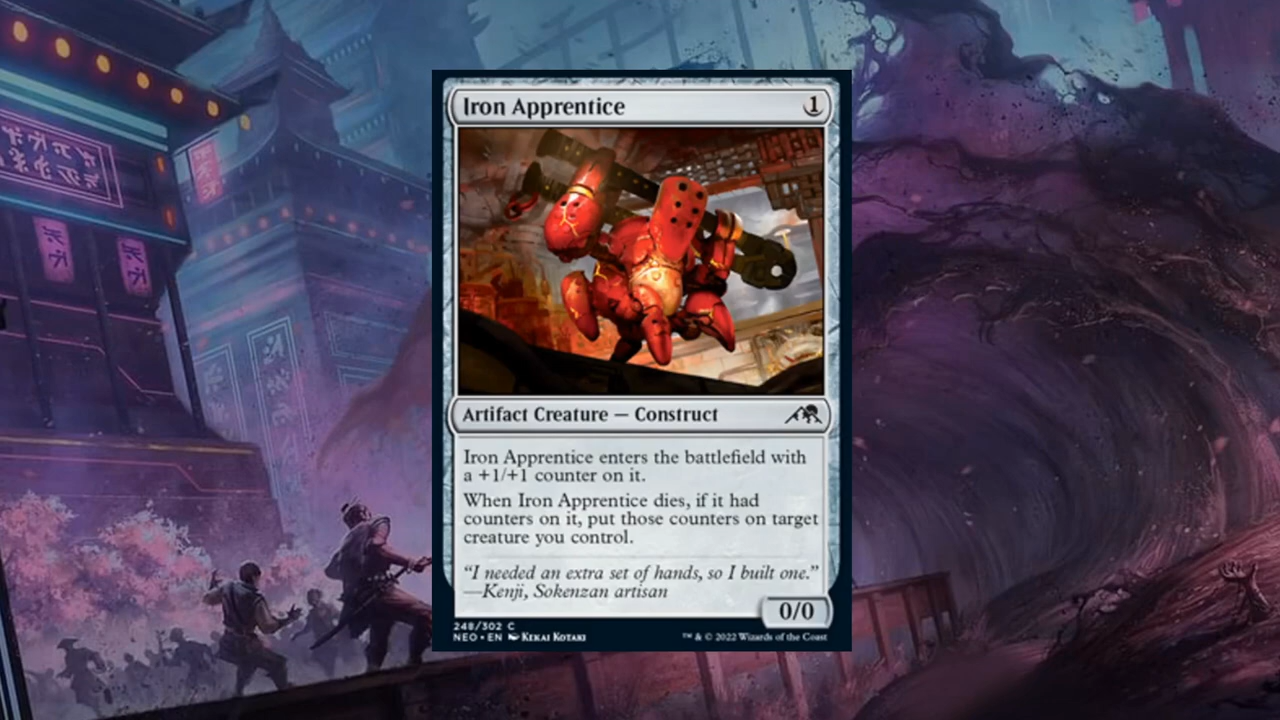 Iron Apprentice
1
Artifact Creature — Construct
Iron Apprentice enters the battlefield with
a +1/+1 counter on it.
When Iron Apprentice dies, if it had
counters on it, put those counters on target
creature you control.
“I needed an extra set of hands, so I built one.”
—Kenji, Sokenzan artisan
0/0
248/302 C
NEO • EN Kekai Kotaki
™ & © 2022 Wizards of the Coast